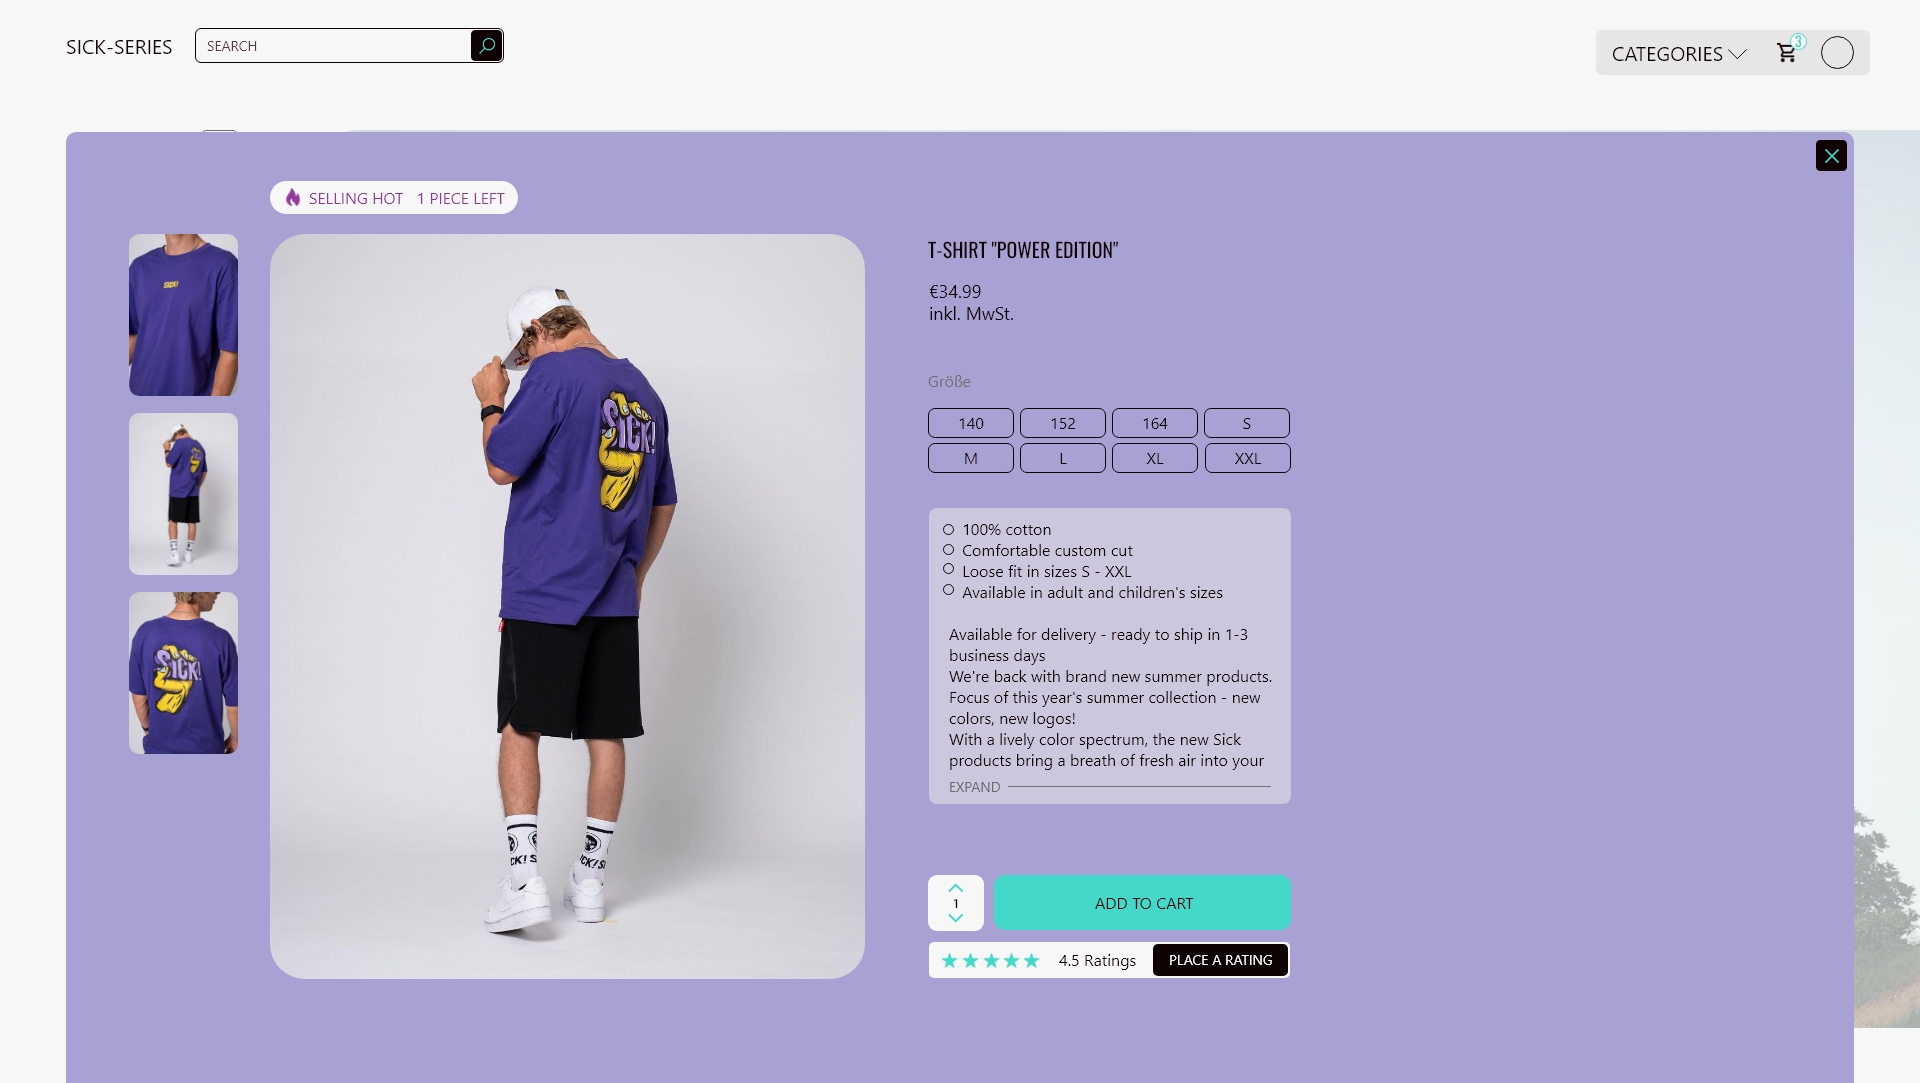 SICK-SERIES
SEARCH
CATEGORIES
3
SELLING HOT 1 PIECE LEFT
SICK!
T-SHIRT "POWER EDITION"
€34.99
inkl. MwSt.
Größe
140 152 164 S
M L XL XXL
100% cotton
Comfortable custom cut
Loose fit in sizes S - XXL
Available in adult and children's sizes
Available for delivery - ready to ship in 1-3
business days
We're back with brand new summer products.
Focus of this year's summer collection - new
colors, new logos!
With a lively color spectrum, the new Sick
products bring a breath of fresh air into your
EXPAND
SICK!
SICK!
1
ADD TO CART
4.5 Ratings
PLACE A RATING